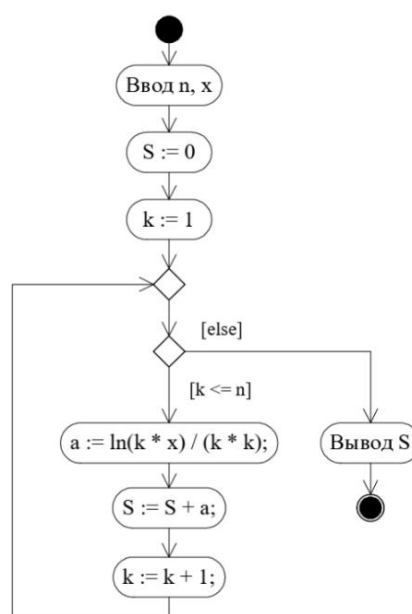 Ввод n, x
S := 0
k := 1
[else]
[k <= n]
a := ln(k * x) / (k * k);
Вывод S
S := S + a;
k := k + 1;